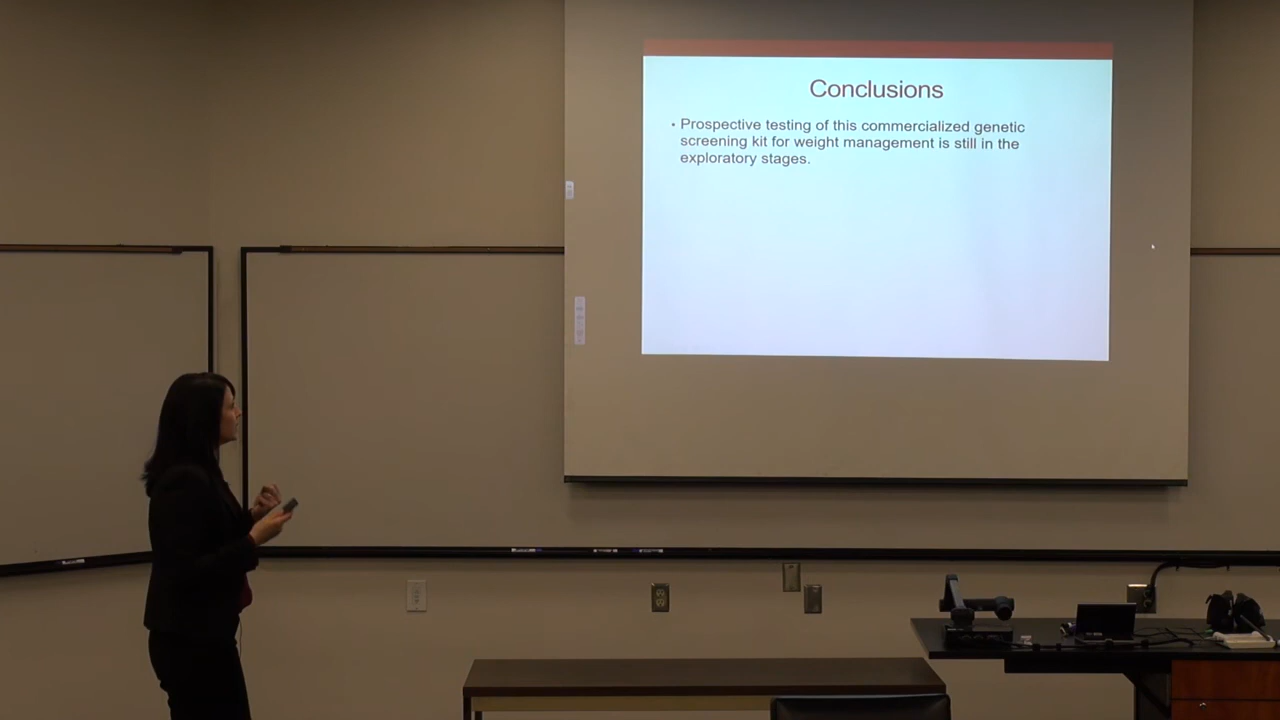 Conclusions
• Prospective testing of this commercialized genetic
screening kit for weight management is still in the
exploratory stages.